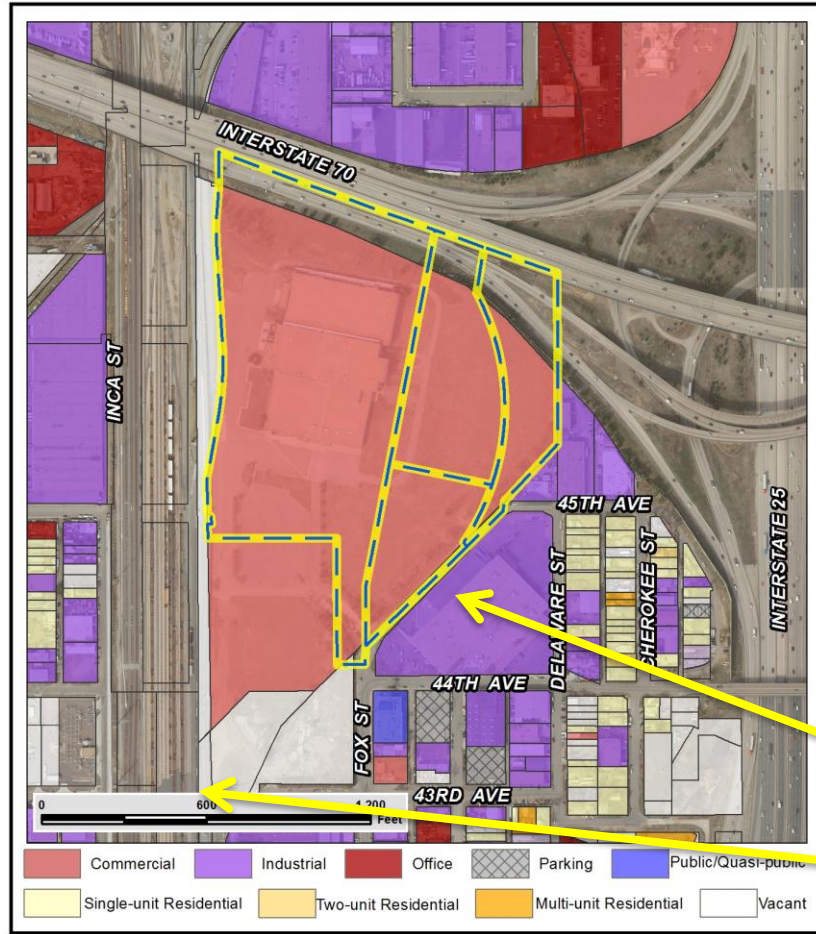 INTERSTATE 70
INCA ST
45TH AVE
DELAWARE ST
CHEROKEE ST
INTERSTATE 25
44TH AVE
FOX ST
43RD AVE
0 600 1,200
Feet
Commercial Industrial Office Parking Public/Quasi-public
Single-unit Residential Two-unit Residential Multi-unit Residential Vacant